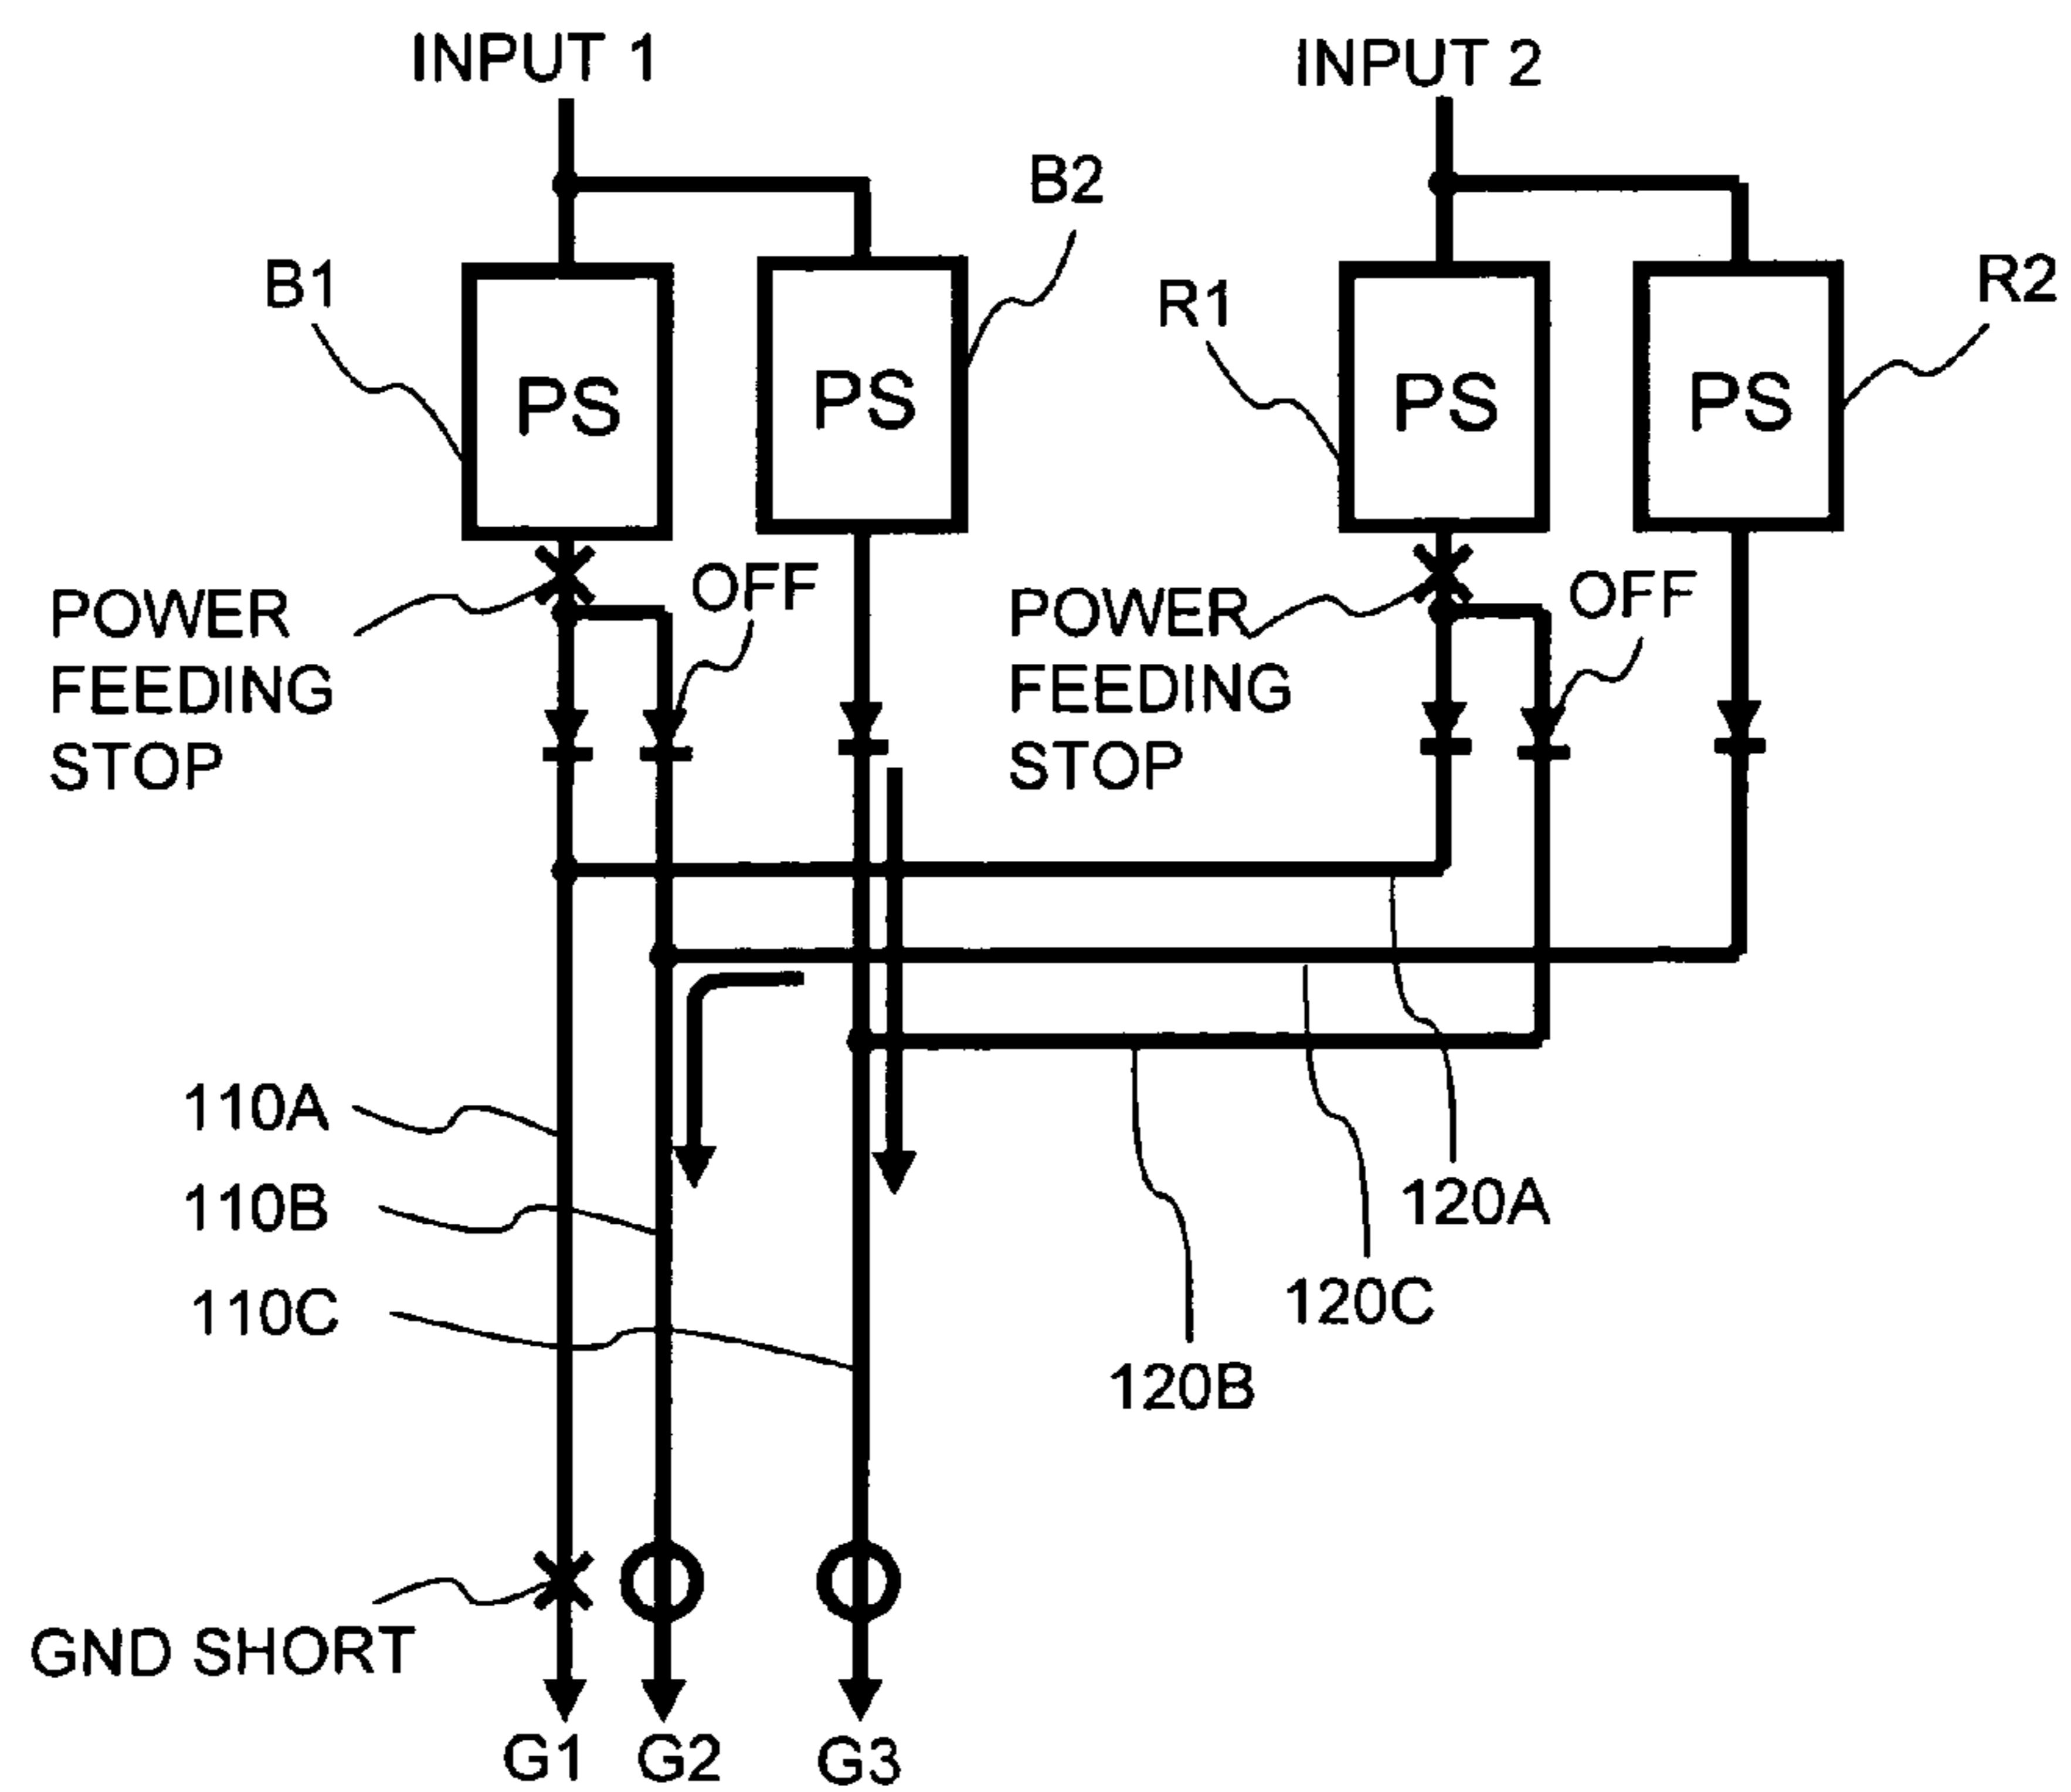 INPUT 1
INPUT 2
B2
B1
R1
R2
PS
PS
PS
PS
OFF
OFF
POWER
FEEDING
STOP
POWER
FEEDING
STOP
110A
110B
110C
120A
120C
120B
GND SHORT
G1
G2
G3